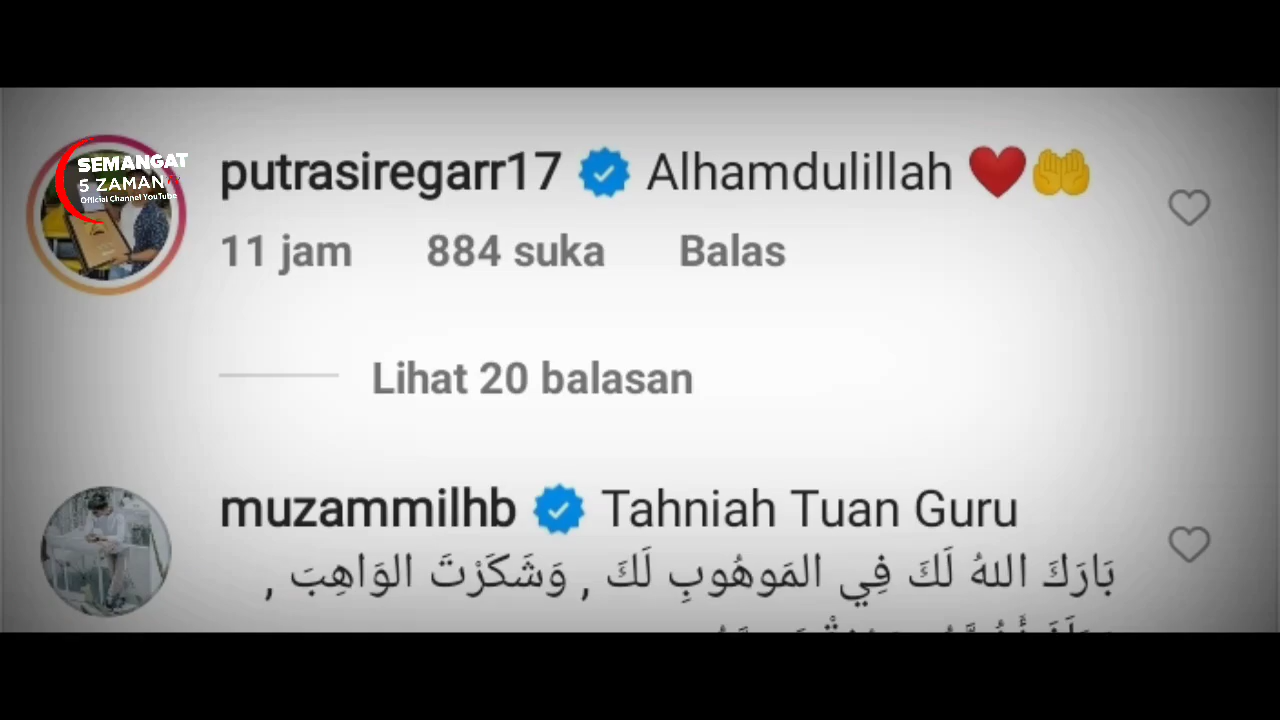 SEMANGAT
5 ZAMAN TV
Official Channel YouTube
putrasiregarr17 Alhamdulillah ❤️🤲
11 jam 884 suka Balas
Lihat 20 balasan
muzammilhb Tahniah Tuan Guru
بَارَكَ اللهُ لَكَ فِي المَوهُوبِ لَكَ , وَشَكَرْتَ الوَاهِبَ ,